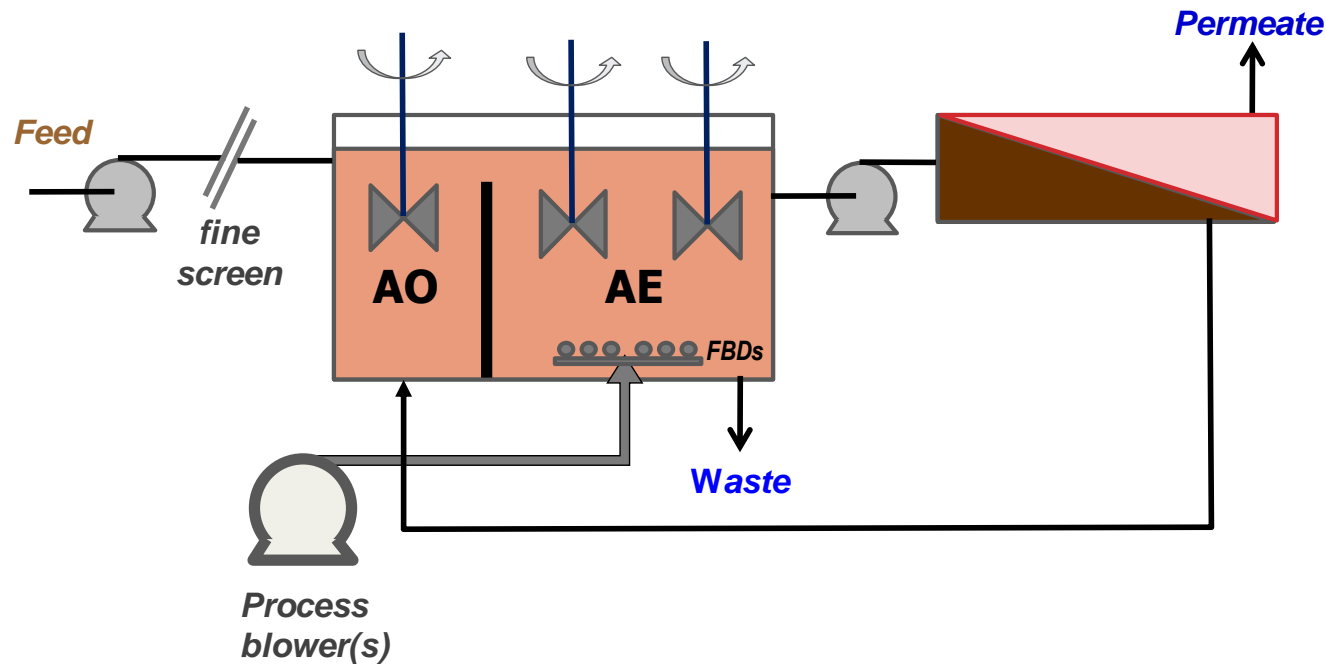 Permeate
Feed
fine
screen
AO
AE
FBDs
Waste
Process
blower(s)